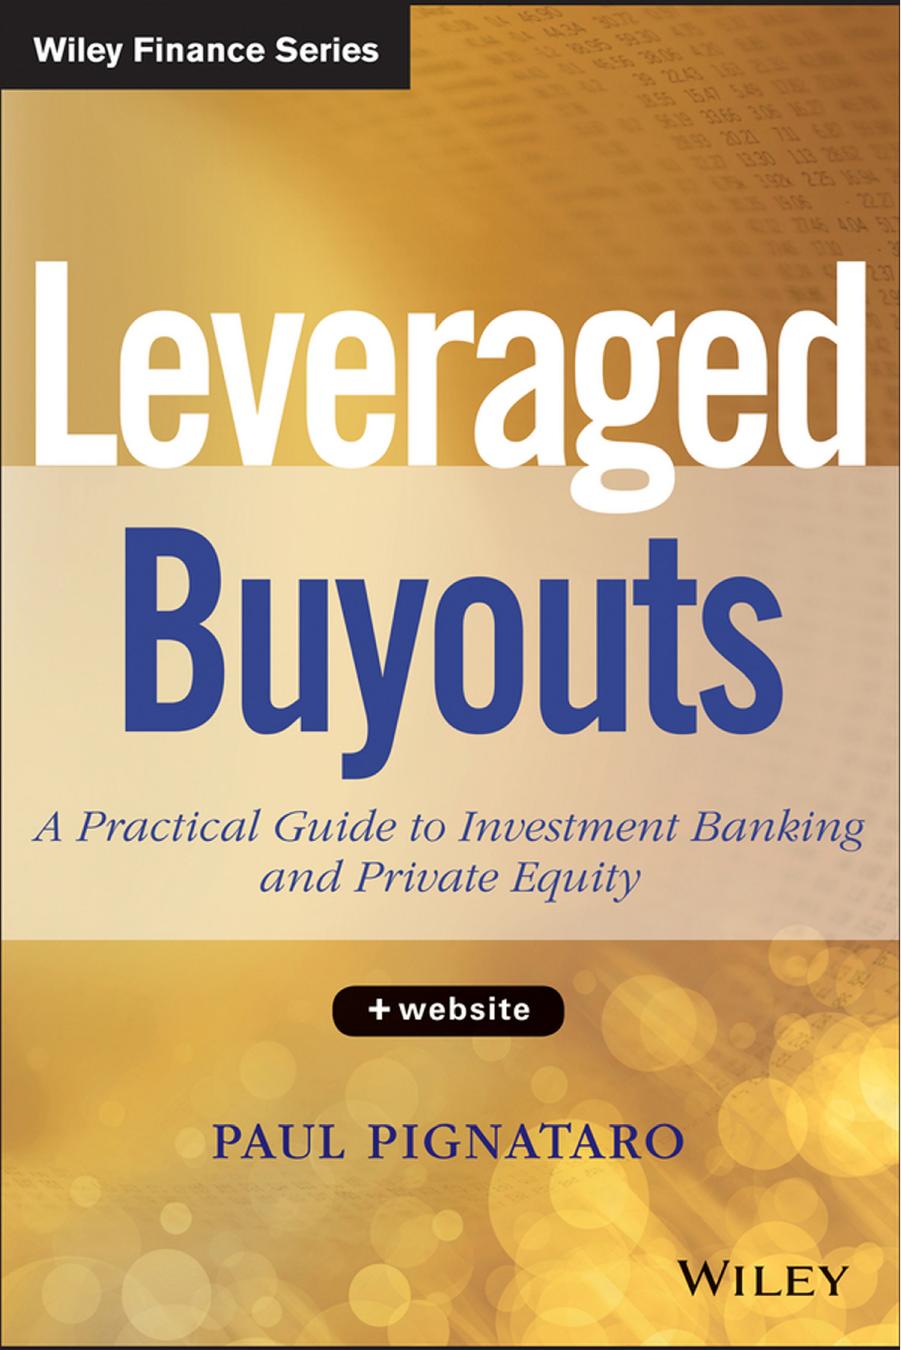 Wiley Finance Series
Leveraged
Buyouts
A Practical Guide to Investment Banking
and Private Equity
+ website
PAUL PIGNATARO
WILEY